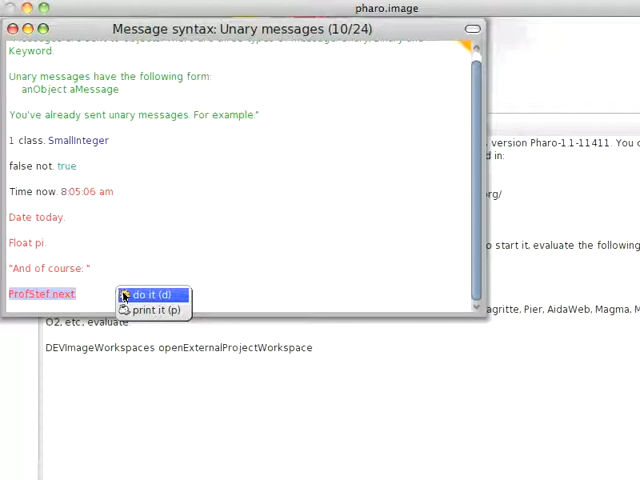 pharo.image
Message syntax: Unary messages (10/24)
Keyword.
Unary messages have the following form:
anObject aMessage
You've already sent unary messages. For example:"
1 class. SmallInteger
false not. true
Time now. 8:05:06 am
Date today.
Float pi.
"And of course: "
ProfStef next.
do it (d)
print it (p)
version Pharo-1.1-11411. You c
d in:
rg/
o start it, evaluate the following
agritte, Pier, AidaWeb, Magma, M
O2, etc, evaluate
DEVImageWorkspaces openExternalProjectWorkspace